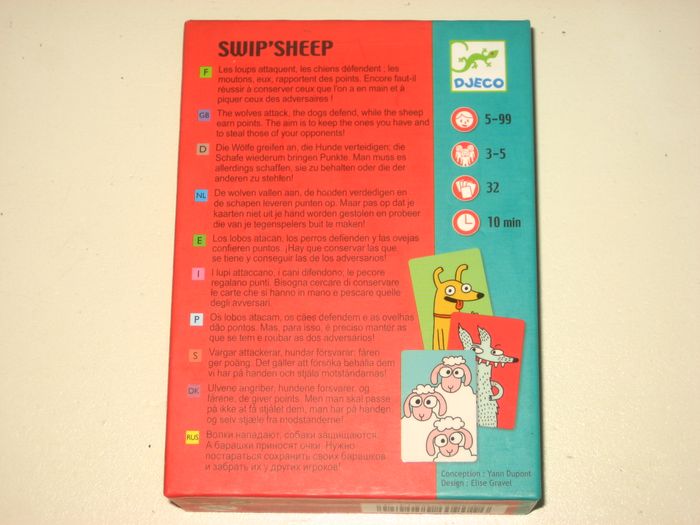 SWIP'SHEEP
DJECO
F
Les loups attaquent, les chiens défendent ; les
moutons, eux, rapportent des points. Encore faut-il
réussir à conserver ceux que l'on a en main et à
piquer ceux des adversaires !
GB
The wolves attack, the dogs defend, while the sheep
earn points. The aim is to keep the ones you have and
to steal those of your opponents!
D
Die Wölfe greifen an, die Hunde verteidigen; die
Schafe wiederum bringen Punkte. Man muss es
allerdings schaffen, sie zu behalten oder die der
anderen zu stehlen!
NL
De wolven vallen aan, de honden verdedigen en
de schapen leveren punten op. Maar pas op dat je
kaarten niet uit je hand worden gestolen en probeer
die van je tegenspelers buit te maken!
E
Los lobos atacan, los perros defienden y las ovejas
confieren puntos. ¡Hay que conservar las que
se tiene y conseguir las de los adversarios!
I
I lupi attaccano, i cani difendono, le pecore
regalano punti. Bisogna cercare di conservare
le carte che si hanno in mano e pescare quelle
degli avversari.
P
Os lobos atacam, os cães defendem e as ovelhas
dão pontos. Mas, para isso, é preciso manter as
que se tem e roubar as dos adversários!
S
Vargar attackerar, hundar försvarar: fåren
ger poäng. Det gäller att försöka behålla dem
vi har på handen och stjäla motståndarnas!
DK
Ulvene angriber, hundene forsvarer, og
fårene, de giver points. Men man skal passe
på ikke at få stjålet dem, man har på hånden
og selv stjæle fra modstanderne!
RUS
Волки нападают, собаки защищаются.
А барашки приносят очки. Нужно
постараться сохранить своих барашков
и забрать их у других игроков!
5-99
3-5
32
10 min
Conception : Yann Dupont
Design : Elise Gravel